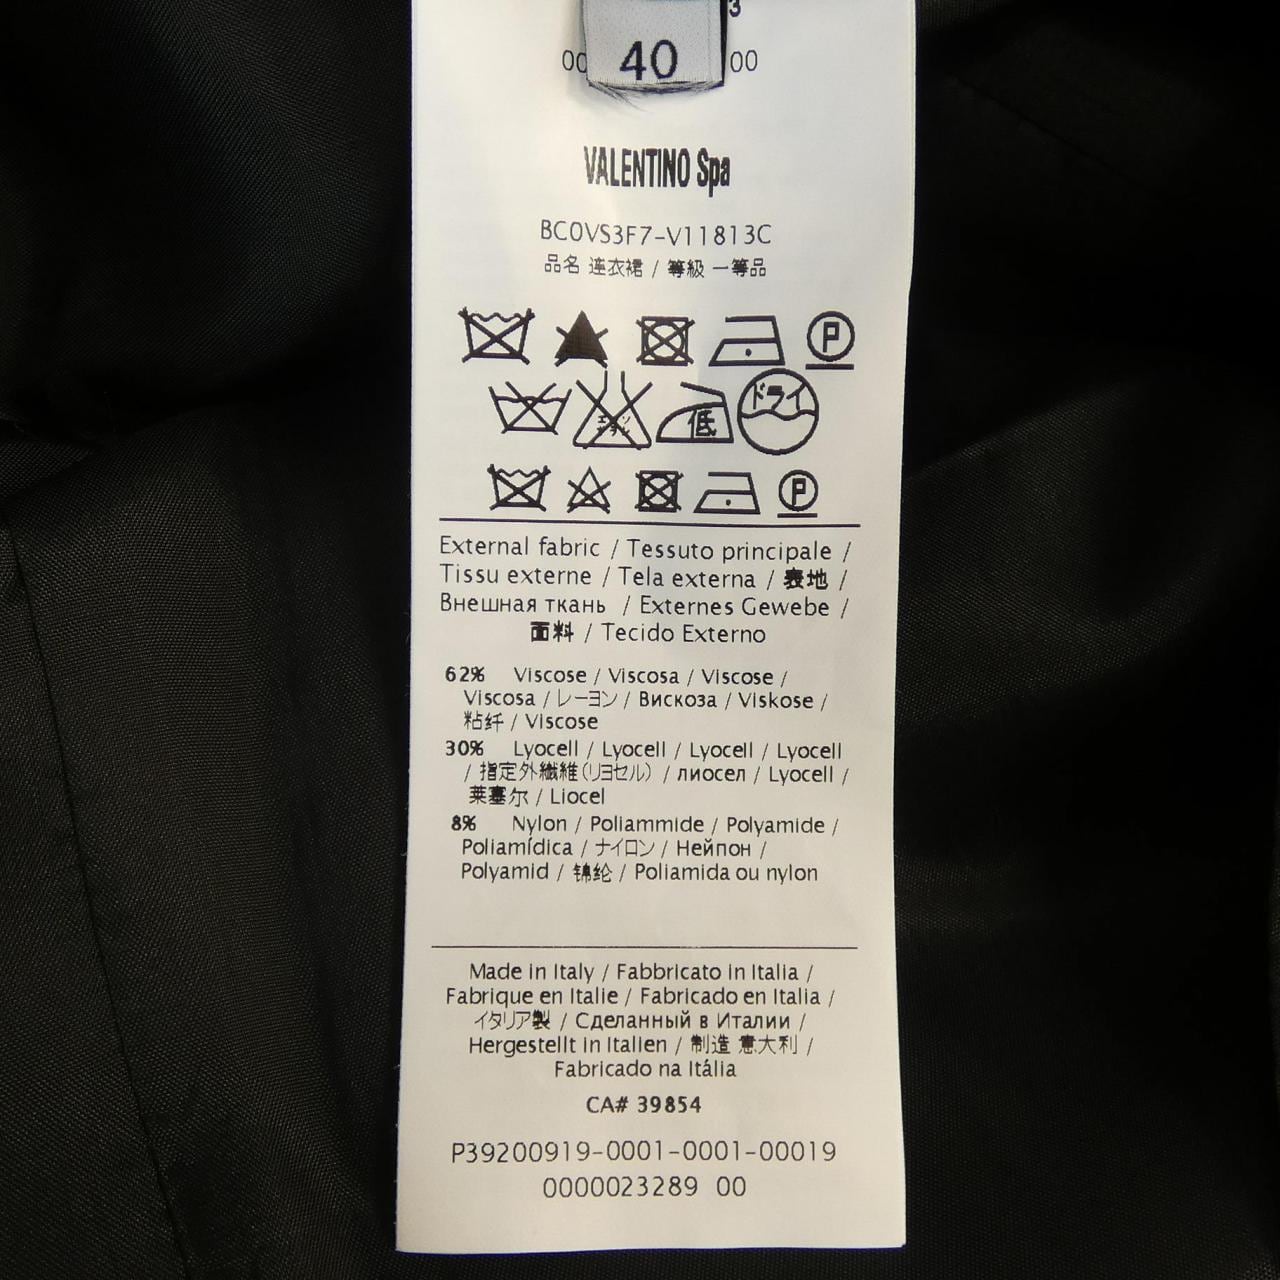 3
00 40 00
VALENTINO Spa
BC0VS3F7-V11813C
品名 連衣裙 / 等級 一等品
P
エンソ
サラシ
低
ドライ
P
External fabric / Tessuto principale /
Tissu externe / Tela externa / 表地 /
Внешная ткань / Externes Gewebe /
面料 / Tecido Externo
62% Viscose / Viscosa / Viscose /
Viscosa / レーヨン / Вискоза / Viskose /
粘纤 / Viscose
30% Lyocell / Lyocell / Lyocell / Lyocell
/ 指定外繊維(リヨセル) / лиосел / Lyocell /
莱塞尔 / Liocel
8% Nylon / Poliammide / Polyamide /
Poliamídica / ナイロン / Нейпон /
Polyamid / 锦纶 / Poliamida ou nylon
Made in Italy / Fabbricato in Italia /
Fabrique en Italie / Fabricado en Italia /
イタリア製 / Сделанный в Италии /
Hergestellt in Italien / 制造 意大利 /
Fabricado na Itália
CA# 39854
P39200919-0001-0001-00019
0000023289 00